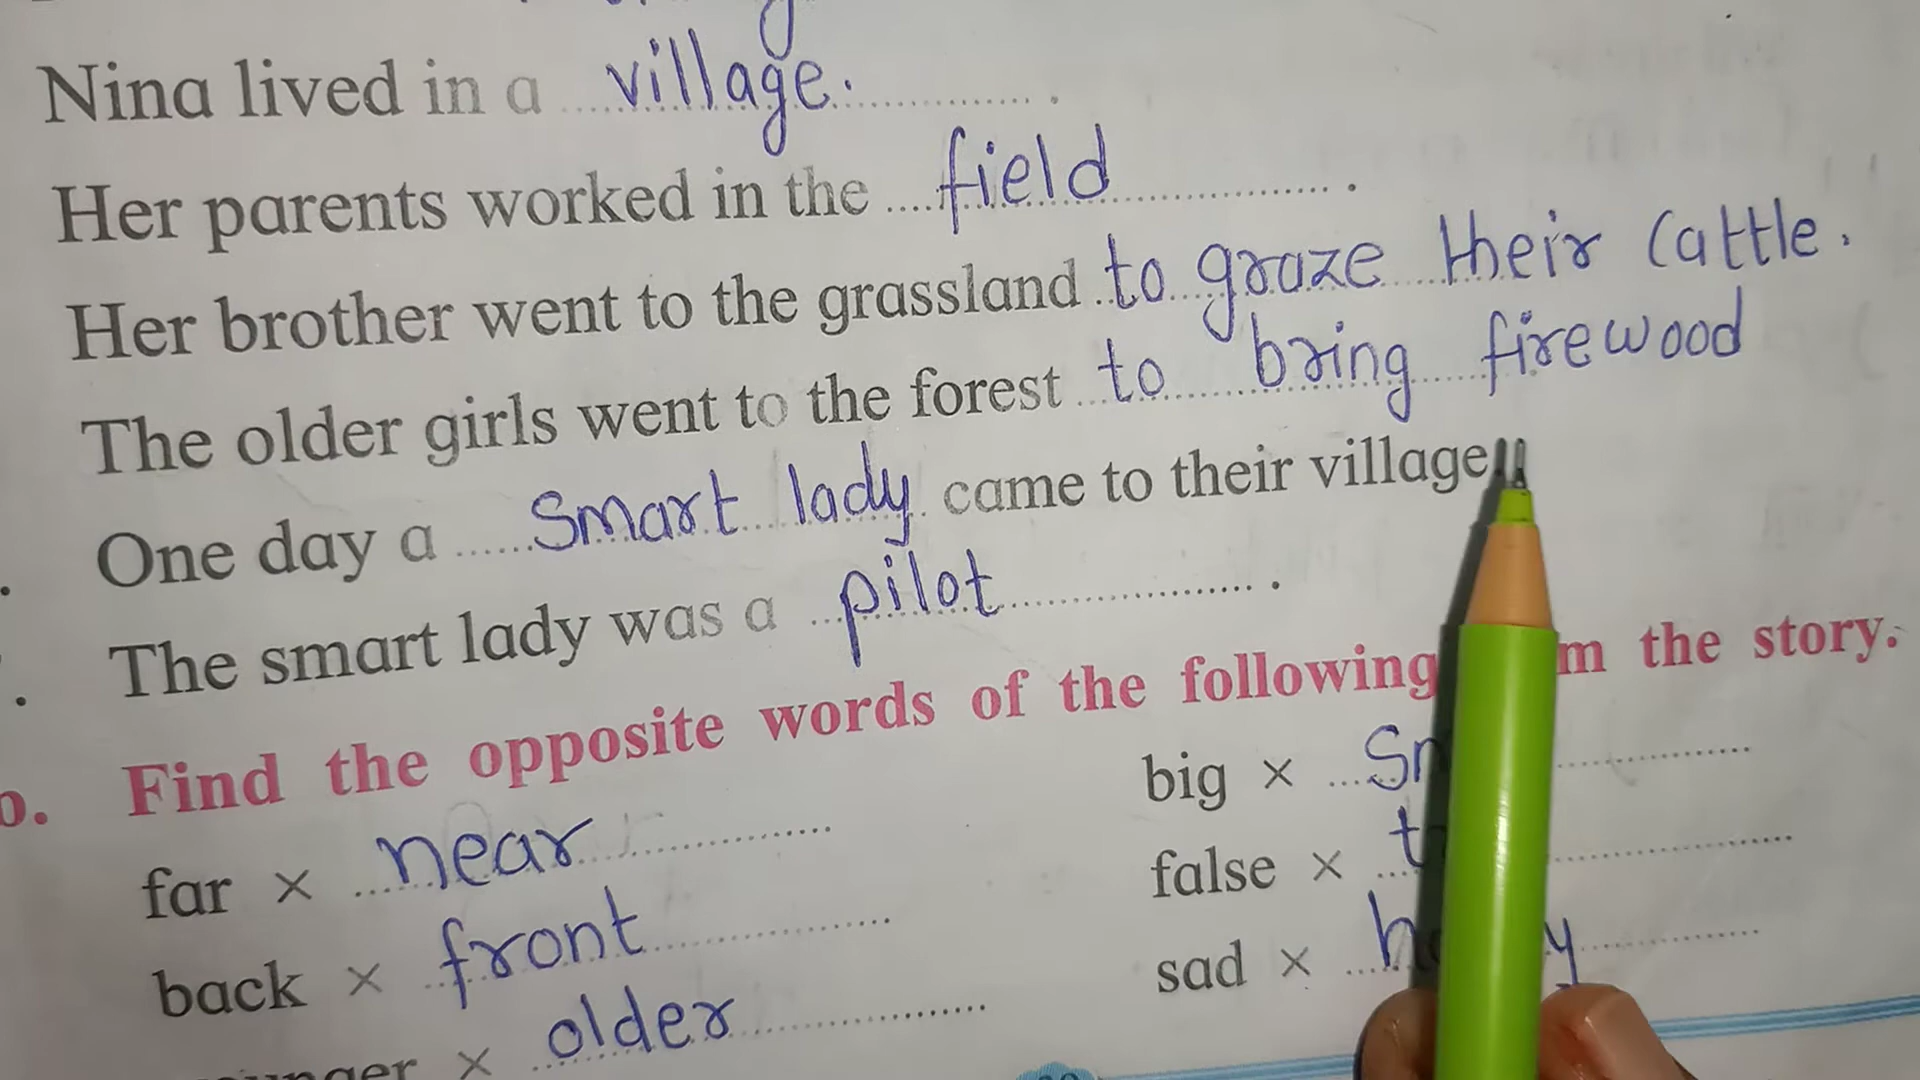 Nina lived in a village.
Her parents worked in the field .
Her brother went to the grassland to graze their Cattle.
The older girls went to the forest to bring firewood
One day a Smart lady came to their village
The smart lady was a pilot .
Find the opposite words of the following the story.
far × near
big ×
back × front
false ×
× older
sad ×